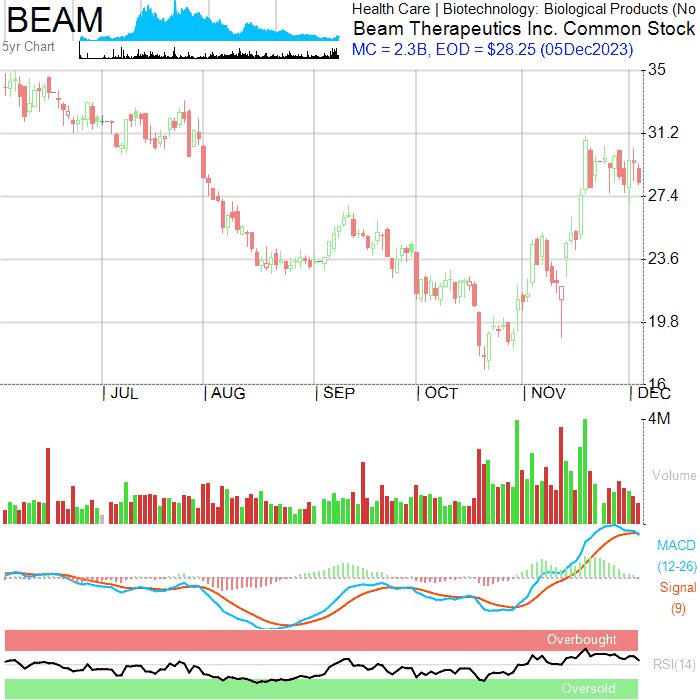 BEAM
5yr Chart
Health Care | Biotechnology: Biological Products (No
Beam Therapeutics Inc. Common Stock
MC = 2.3B, EOD = $28.25 (05Dec2023)
35
31.2
27.4
23.6
19.8
16
| JUL | AUG | SEP | OCT | NOV | DEC
4M
Volume
MACD
(12-26)
Signal
(9)
Overbought
RSI(14)
Oversold